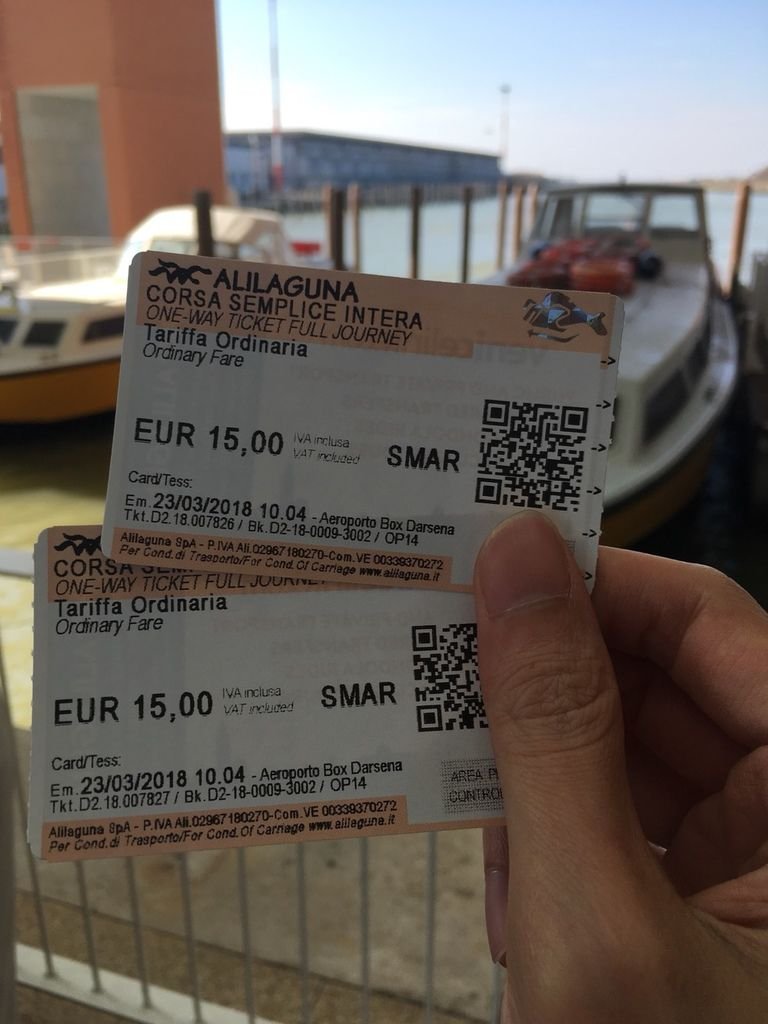 ALILAGUNA
CORSA SEMPLICE INTERA
ONE-WAY TICKET FULL JOURNEY
Tariffa Ordinaria
Ordinary Fare
EUR 15,00 IVA inclusa SMAR
VAT included
Card/Tess:
Em.23/03/2018 10.04 - Aeroporto Box Darsena
Tkt.D2.18.007826 / Bk.D2-18-0009-3002 / OP14
Alilaguna SpA - P.IVA Ali.02967180270-Com.VE 00339370272
Per Cond.di Trasporto/For Cond.Of Carriage www.alilaguna.it
CORSA SEM
ONE-WAY TICKET FULL JOURNE
Tariffa Ordinaria
Ordinary Fare
EUR 15,00 IVA inclusa SMAR
VAT included
Card/Tess:
Em.23/03/2018 10.04 - Aeroporto Box Darsena
Tkt.D2.18.007827 / Bk.D2-18-0009-3002 / OP14
AREA P
CONTRO
Alilaguna SpA - P.IVA Ali.02967180270-Com.VE 00339370272
Per Cond.di Trasporto/For Cond.Of Carriage www.alilaguna.it